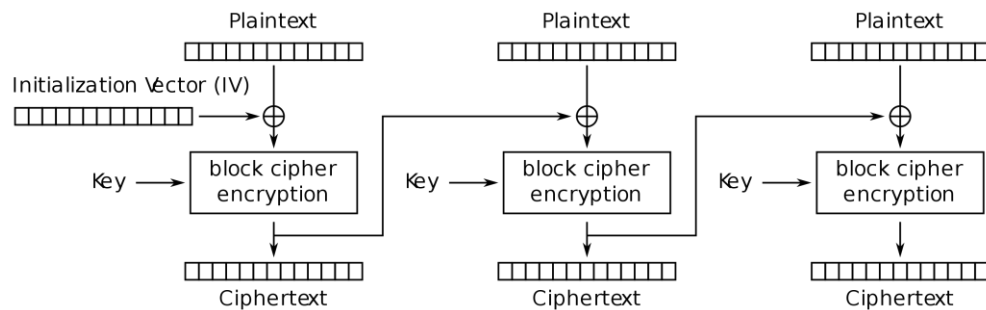 Plaintext
Plaintext
Plaintext
Initialization Vector (IV)
Key
block cipher
encryption
Key
block cipher
encryption
Key
block cipher
encryption
Ciphertext
Ciphertext
Ciphertext